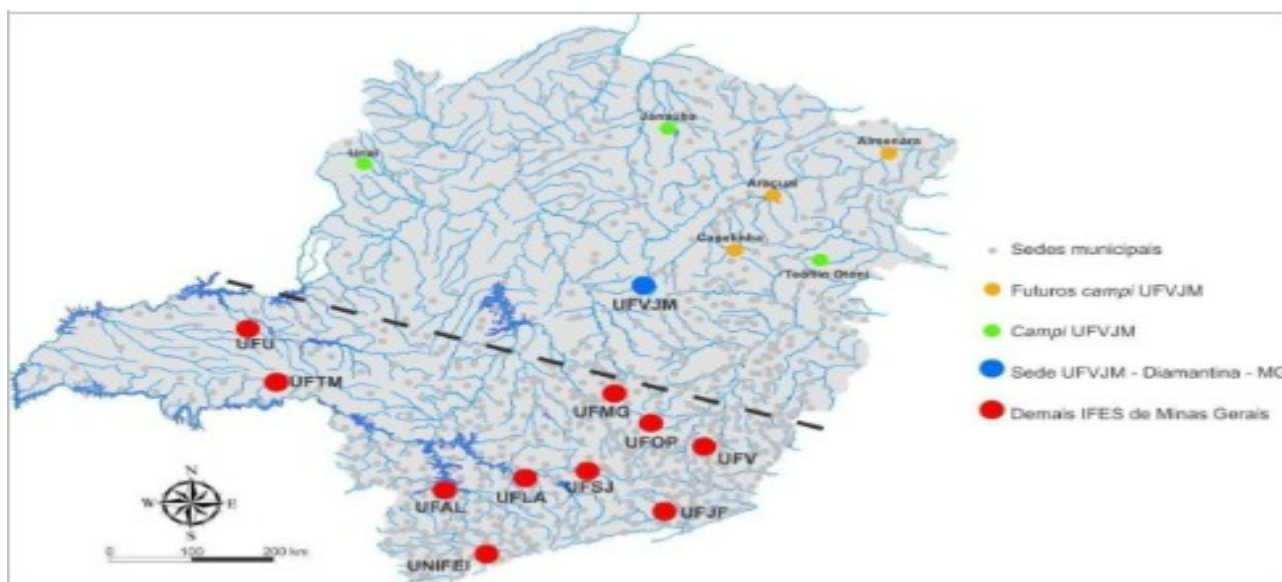 Janauba
Almenara
Unaí
Araçuaí
Capelinha
Teófilo Otoni
UFVJM
UFU
UFTM
UFMG
UFOP
UFV
UFSJ
UFLA
UFAL
UFJF
UNIFEI
N
W E
S
0 100 200 km
Sedes municipais
Futuros campi UFVJM
Campi UFVJM
Sede UFVJM - Diamantina - MG
Demais IFES de Minas Gerais